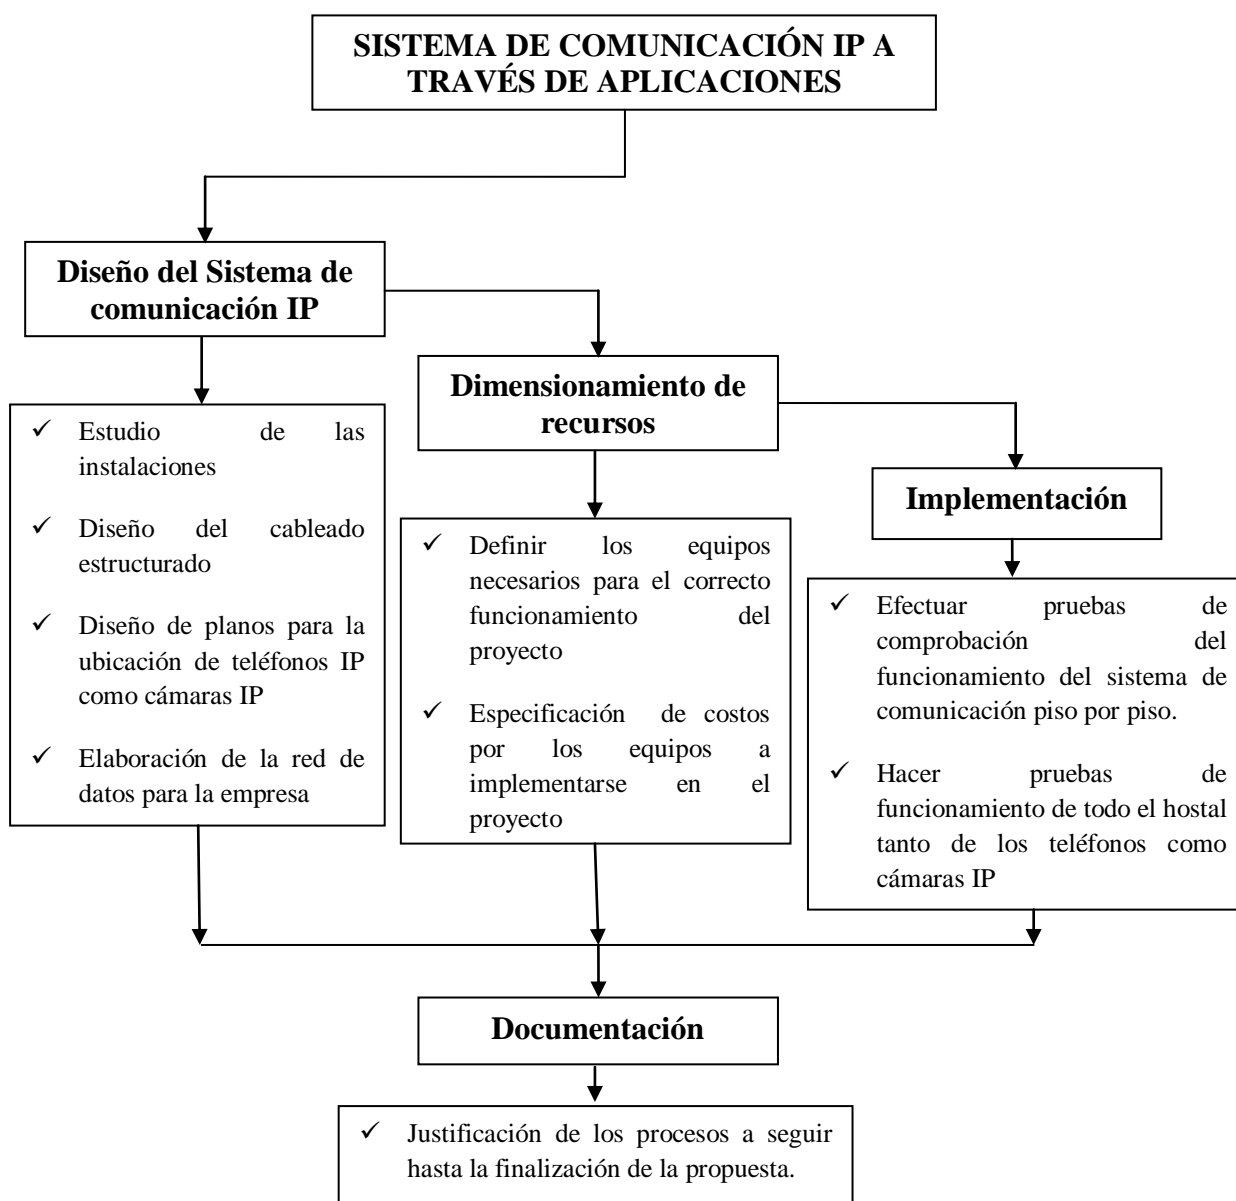 SISTEMA DE COMUNICACIÓN IP A
TRAVÉS DE APLICACIONES
Diseño del Sistema de
comunicación IP
✓ Estudio de las
instalaciones
✓ Diseño del cableado
estructurado
✓ Diseño de planos para la
ubicación de teléfonos IP
como cámaras IP
✓ Elaboración de la red de
datos para la empresa
Dimensionamiento de
recursos
✓ Definir los equipos
necesarios para el correcto
funcionamiento del
proyecto
✓ Especificación de costos
por los equipos a
implementarse en el
proyecto
Implementación
✓ Efectuar pruebas de
comprobación del
funcionamiento del sistema de
comunicación piso por piso.
✓ Hacer pruebas de
funcionamiento de todo el hostal
tanto de los teléfonos como
cámaras IP
Documentación
✓ Justificación de los procesos a seguir
hasta la finalización de la propuesta.